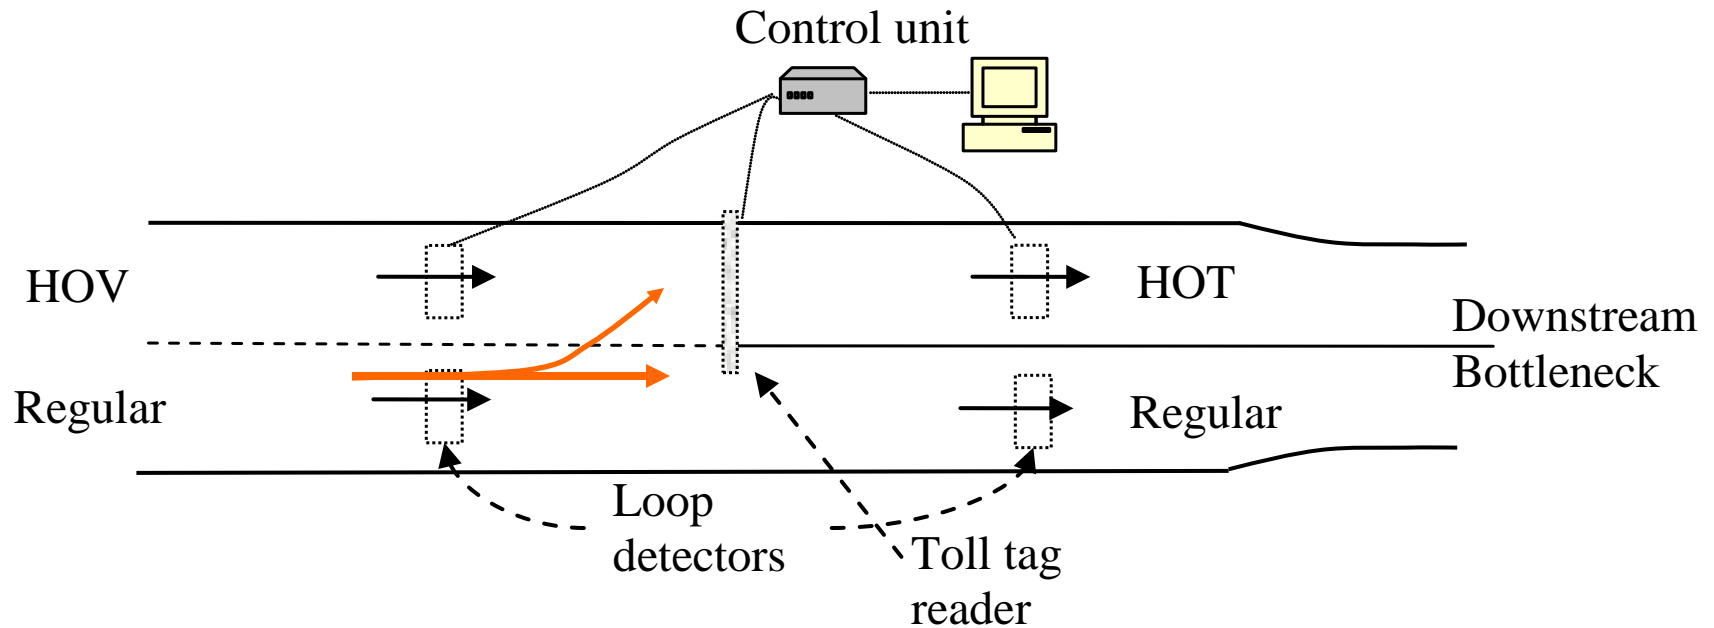 Control unit
HOV
HOT
Downstream
Bottleneck
Regular
Regular
Loop
detectors
Toll tag
reader